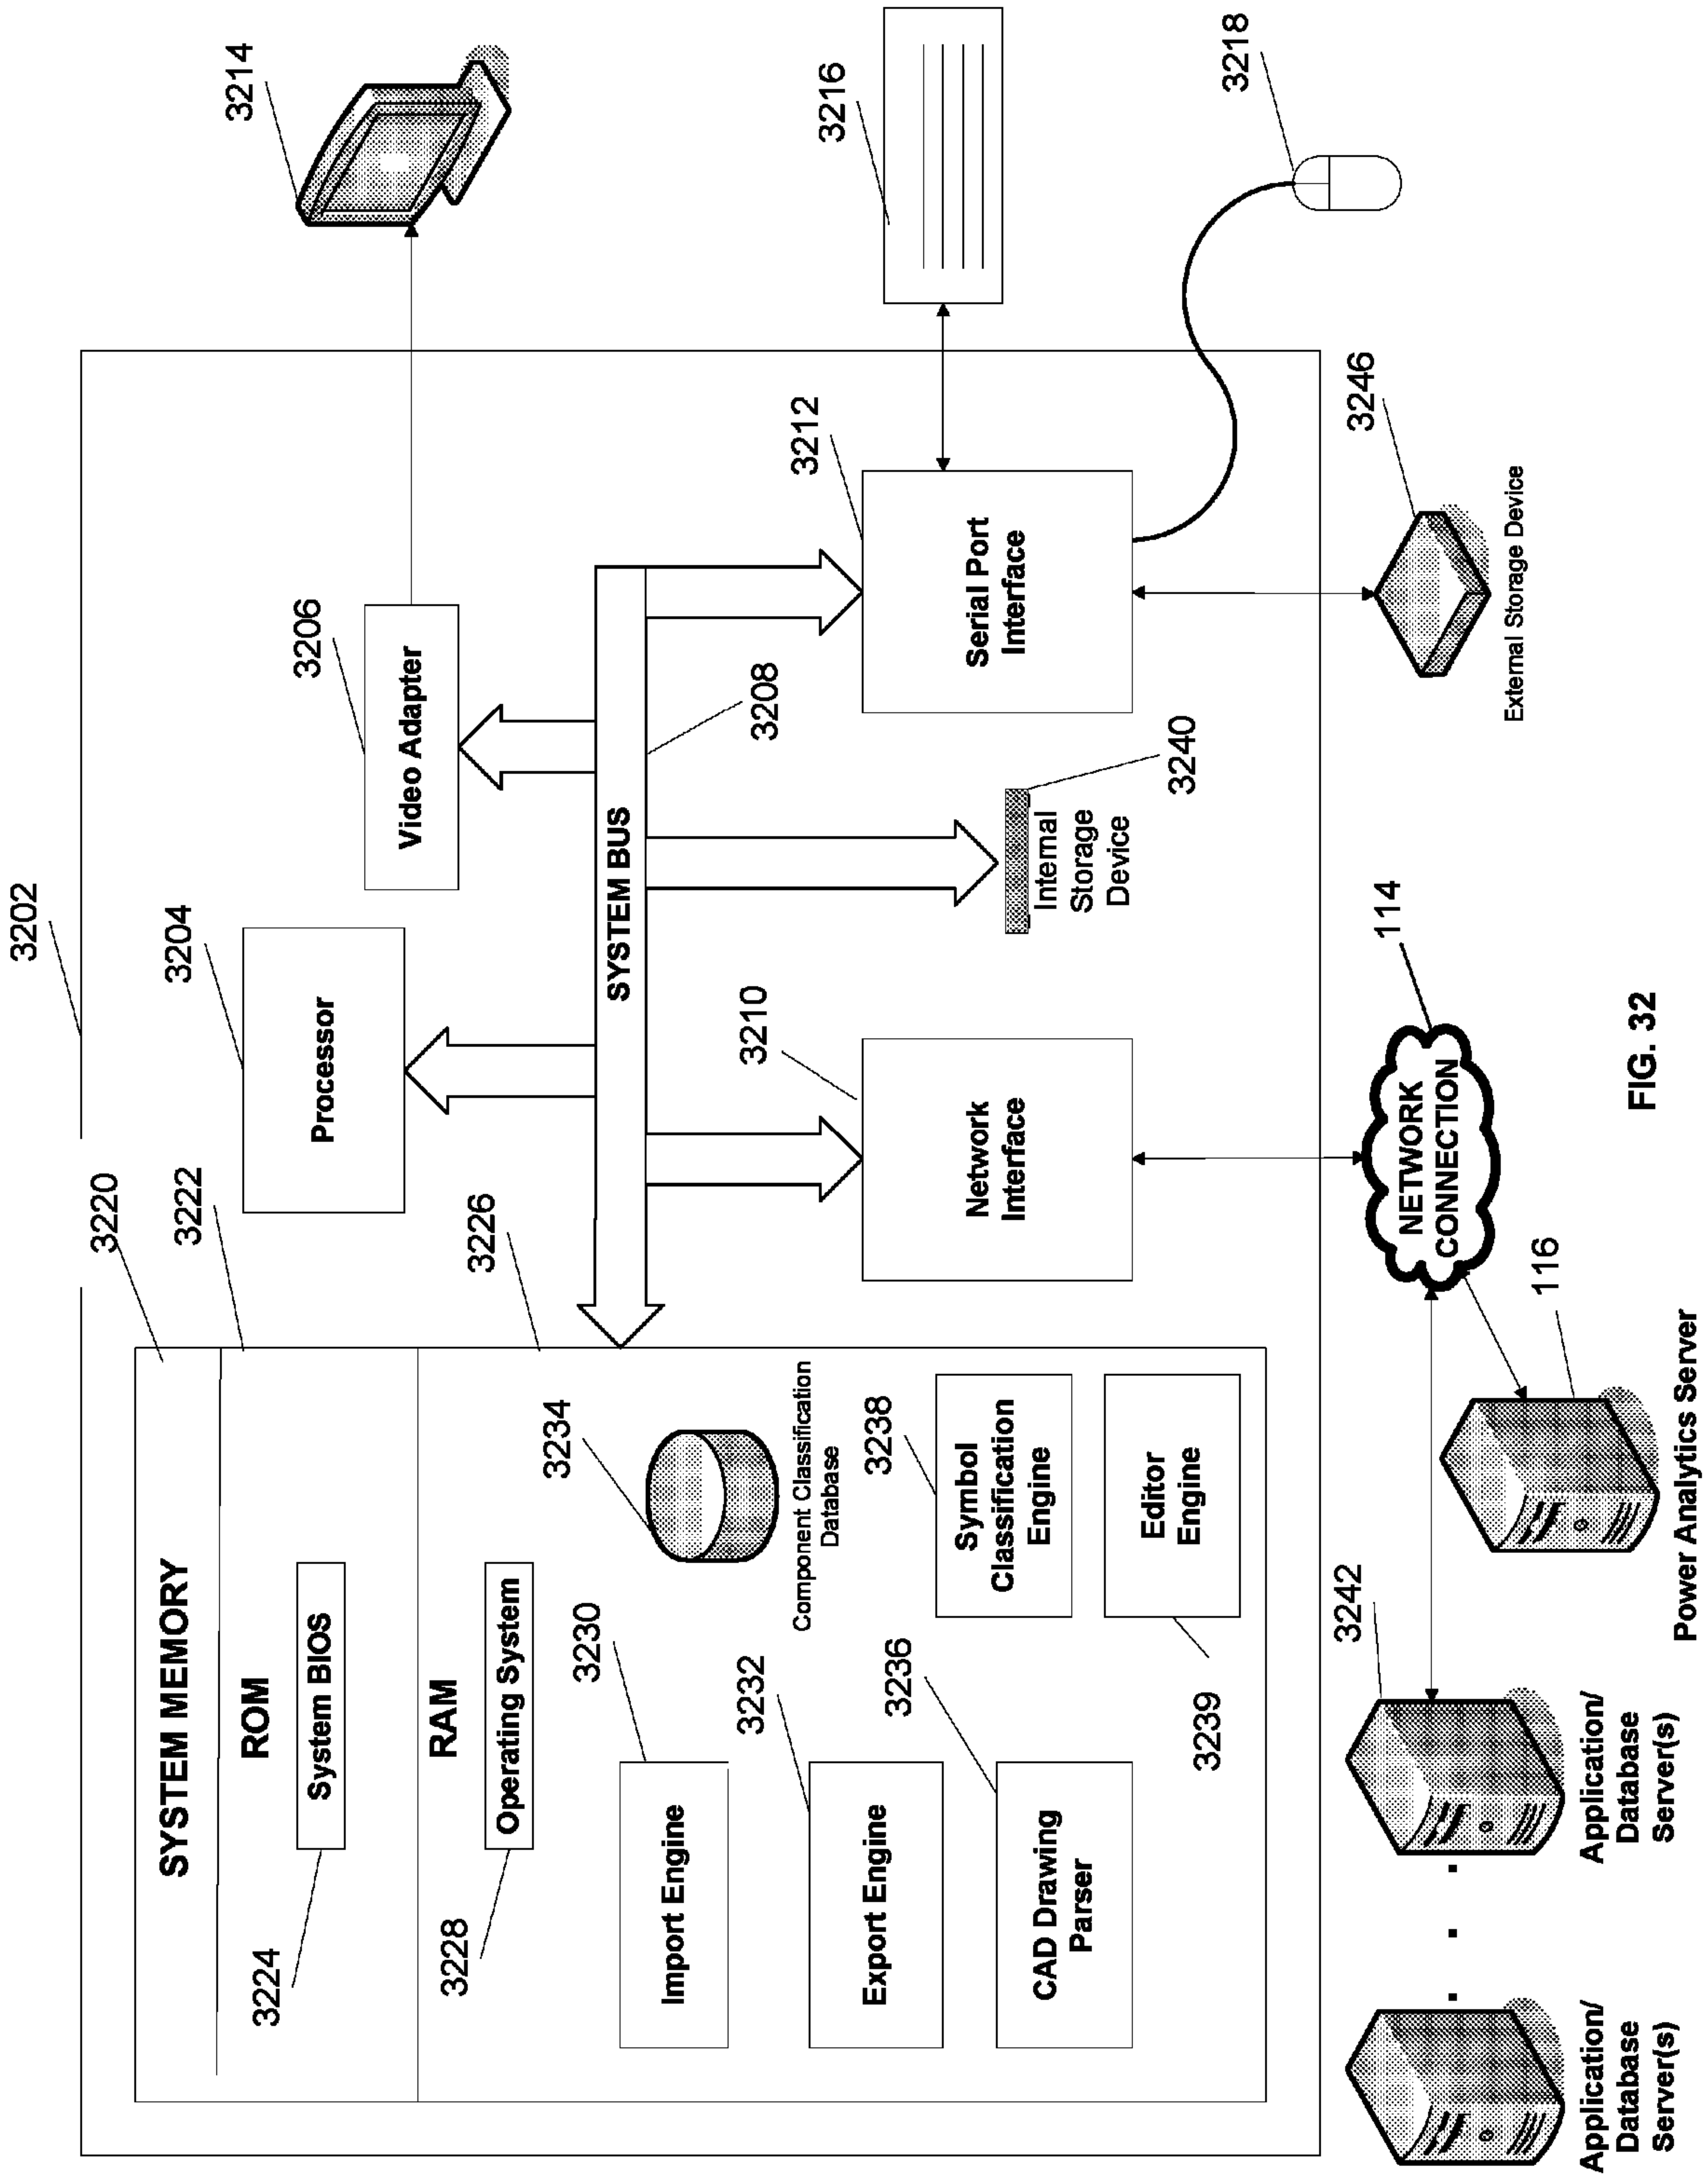 3202
3220
3222
3204
3206
3214
SYSTEM MEMORY
ROM
System BIOS
3224
Processor
Video Adapter
3226
RAM
Operating System
3228
SYSTEM BUS
3208
3230
Import Engine
3234
Component Classification
Database
3232
Export Engine
3236
CAD Drawing
Parser
3238
Symbol
Classification
Engine
3239
Editor
Engine
3210
Network
Interface
Internal
Storage
Device
3240
3212
Serial Port
Interface
3216
3218
3242
Application/
Database
Server(s)
Application/
Database
Server(s)
116
Power Analytics Server
NETWORK
CONNECTION
114
3246
External Storage Device
FIG. 32